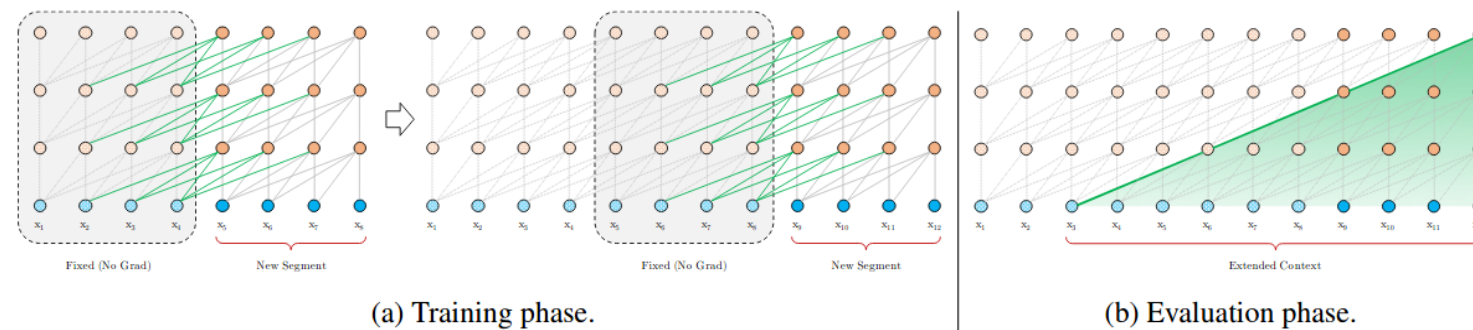 x1 x2 x3 x4 x5 x6 x7 x8
Fixed (No Grad) New Segment
x1 x2 x3 x4 x5 x6 x7 x8 x9 x10 x11 x12
Fixed (No Grad) New Segment
(a) Training phase.
x1 x2 x3 x4 x5 x6 x7 x8 x9 x10 x11
Extended Context
(b) Evaluation phase.